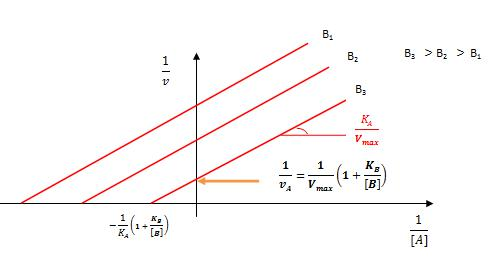 B₁
B₂
B₃ > B₂ > B₁
1/v
B₃
K_A/V_max
1/v_A = 1/V_max (1 + K_B/[B])
-1/K_A (1 + K_B/[B])
1/[A]